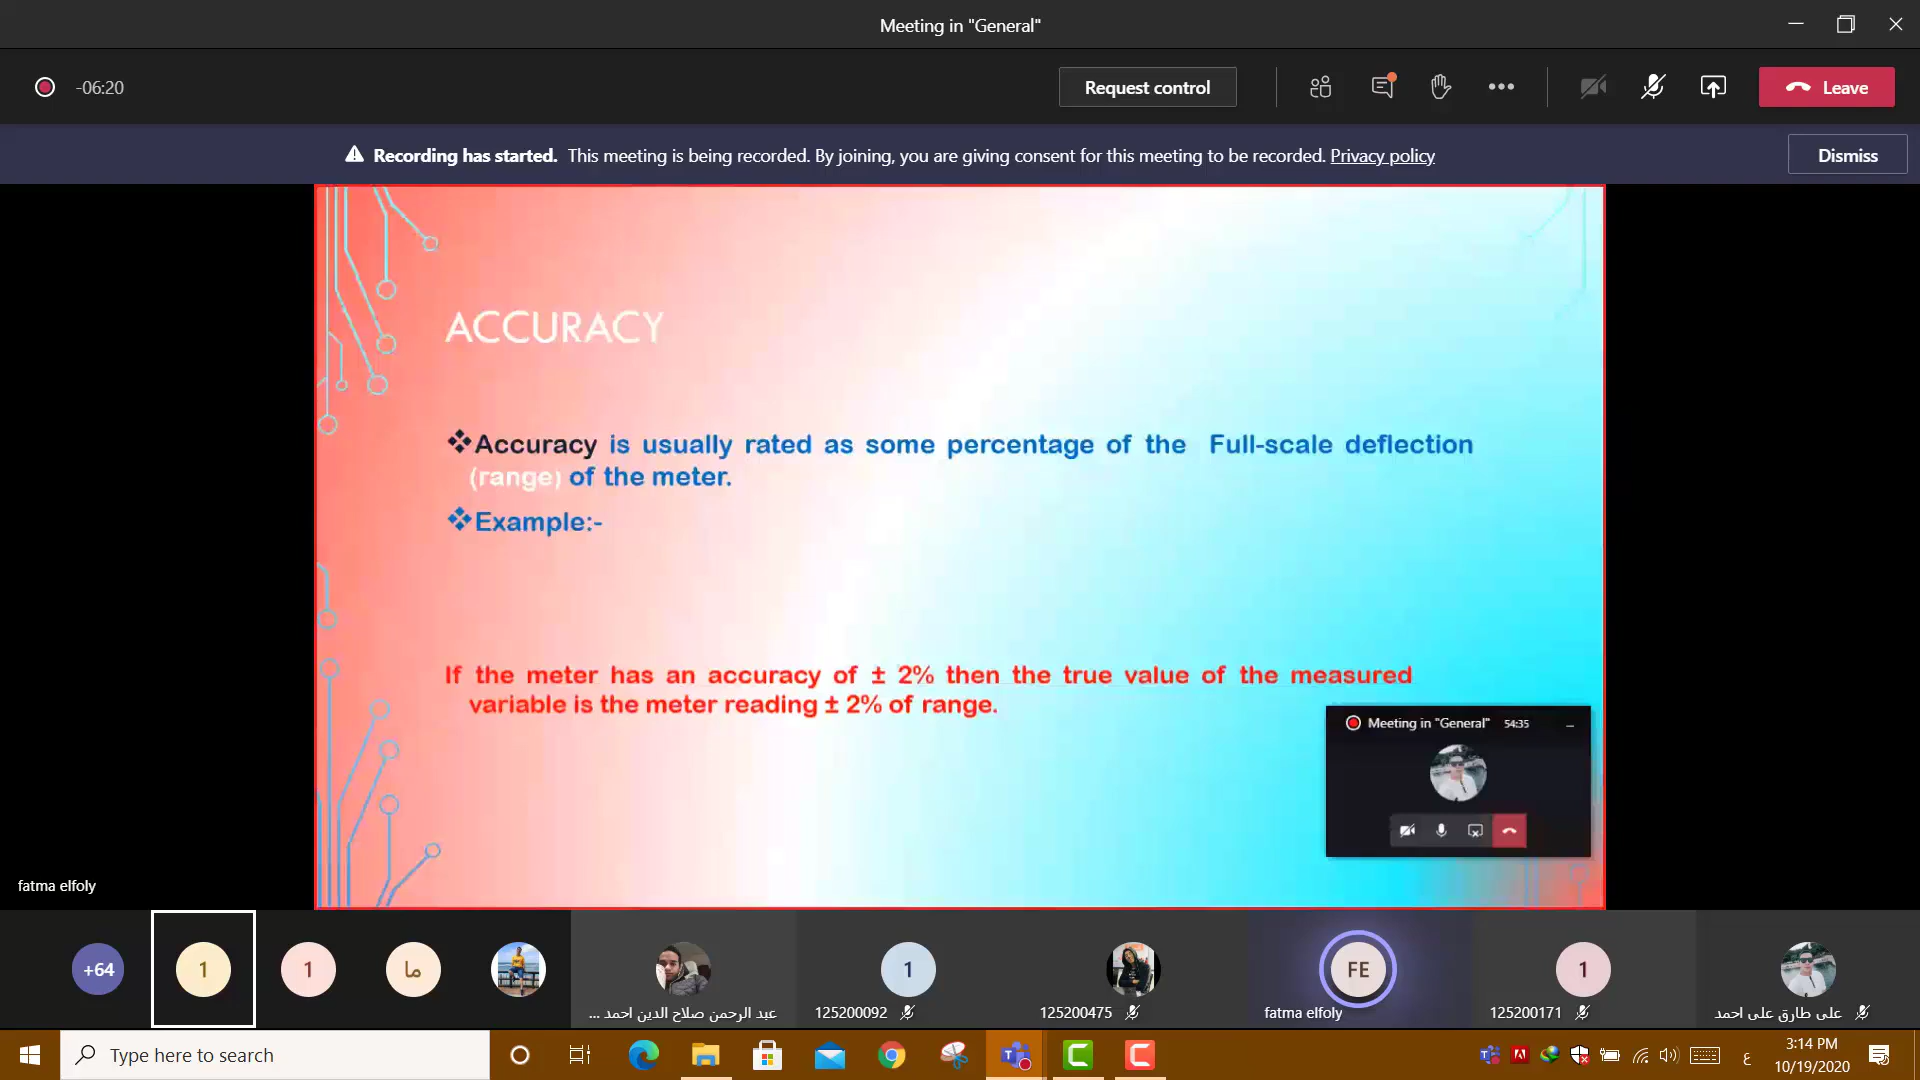 Meeting in "General"
-06:20
Request control
Leave
Recording has started. This meeting is being recorded. By joining, you are giving consent for this meeting to be recorded. Privacy policy
Dismiss
ACCURACY
❖Accuracy is usually rated as some percentage of the Full-scale deflection
(range) of the meter.
❖Example:-
If the meter has an accuracy of ± 2% then the true value of the measured
variable is the meter reading ± 2% of range.
Meeting in "General" 54:35
fatma elfoly
+64
1
1
ما
1
FE
1
عبد الرحمن صلاح الدين احمد ...
125200092
125200475
fatma elfoly
125200171
على طارق على احمد
Type here to search
ع
3:14 PM
10/19/2020